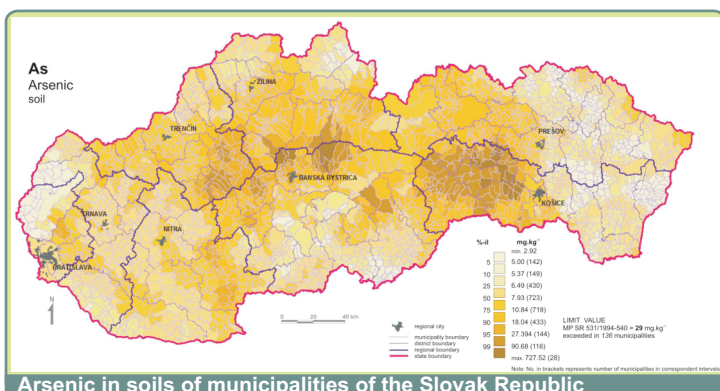 As
Arsenic
soil
ŽILINA
TRENČÍN
PREŠOV
BANSKÁ BYSTRICA
KOŠICE
TRNAVA
NITRA
BRATISLAVA
N
0 20 40 km
regional city
municipality boundary
district boundary
regional boundary
state boundary
%-il mg.kg⁻¹
min. 2.92
5 5.00 (142)
10 5.37 (149)
25 6.49 (430)
50 7.93 (723)
75 10.84 (718)
90 18.04 (433)
95 27.394 (144)
99 90.68 (116)
max. 727.52 (28)
LIMIT VALUE
MP SR 531/1994-540 = 29 mg.kg⁻¹
exceeded in 136 municipalities
Note: No. in brackets represents number of municipalities in correspondent intervals
Arsenic in soils of municipalities of the Slovak Republic